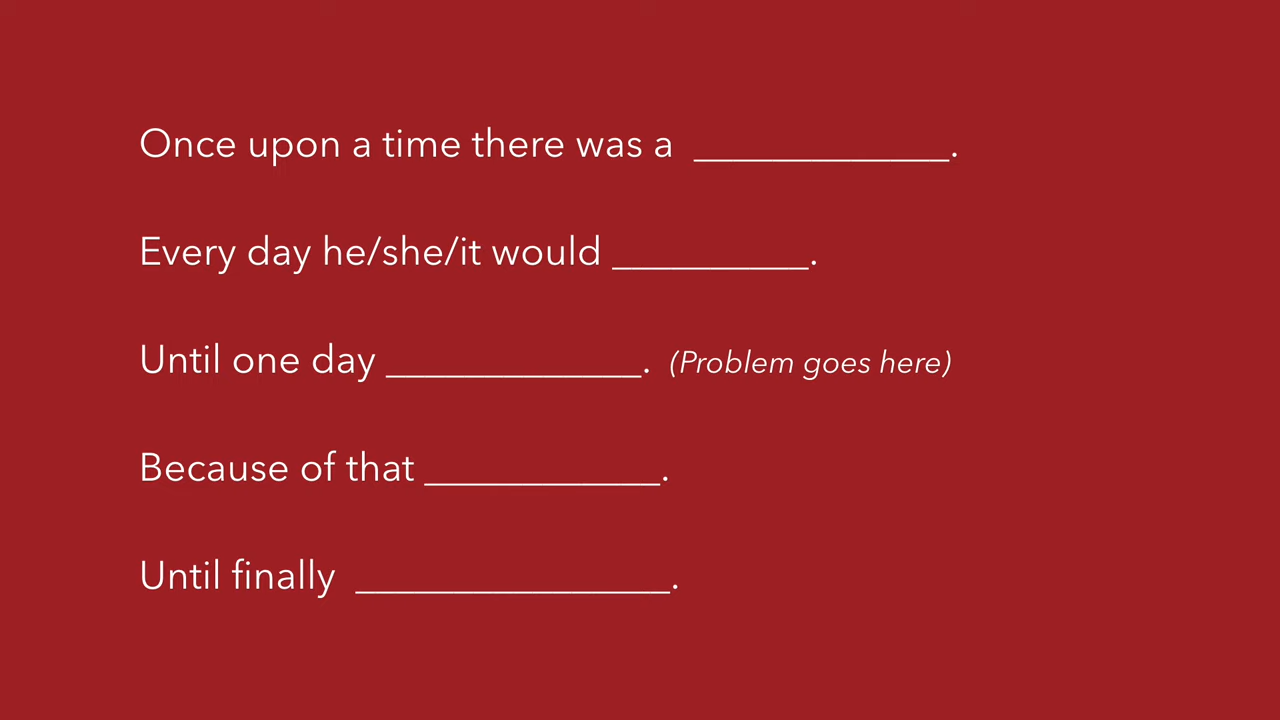 Once upon a time there was a _____________.
Every day he/she/it would __________.
Until one day _____________. (Problem goes here)
Because of that ____________.
Until finally ________________.